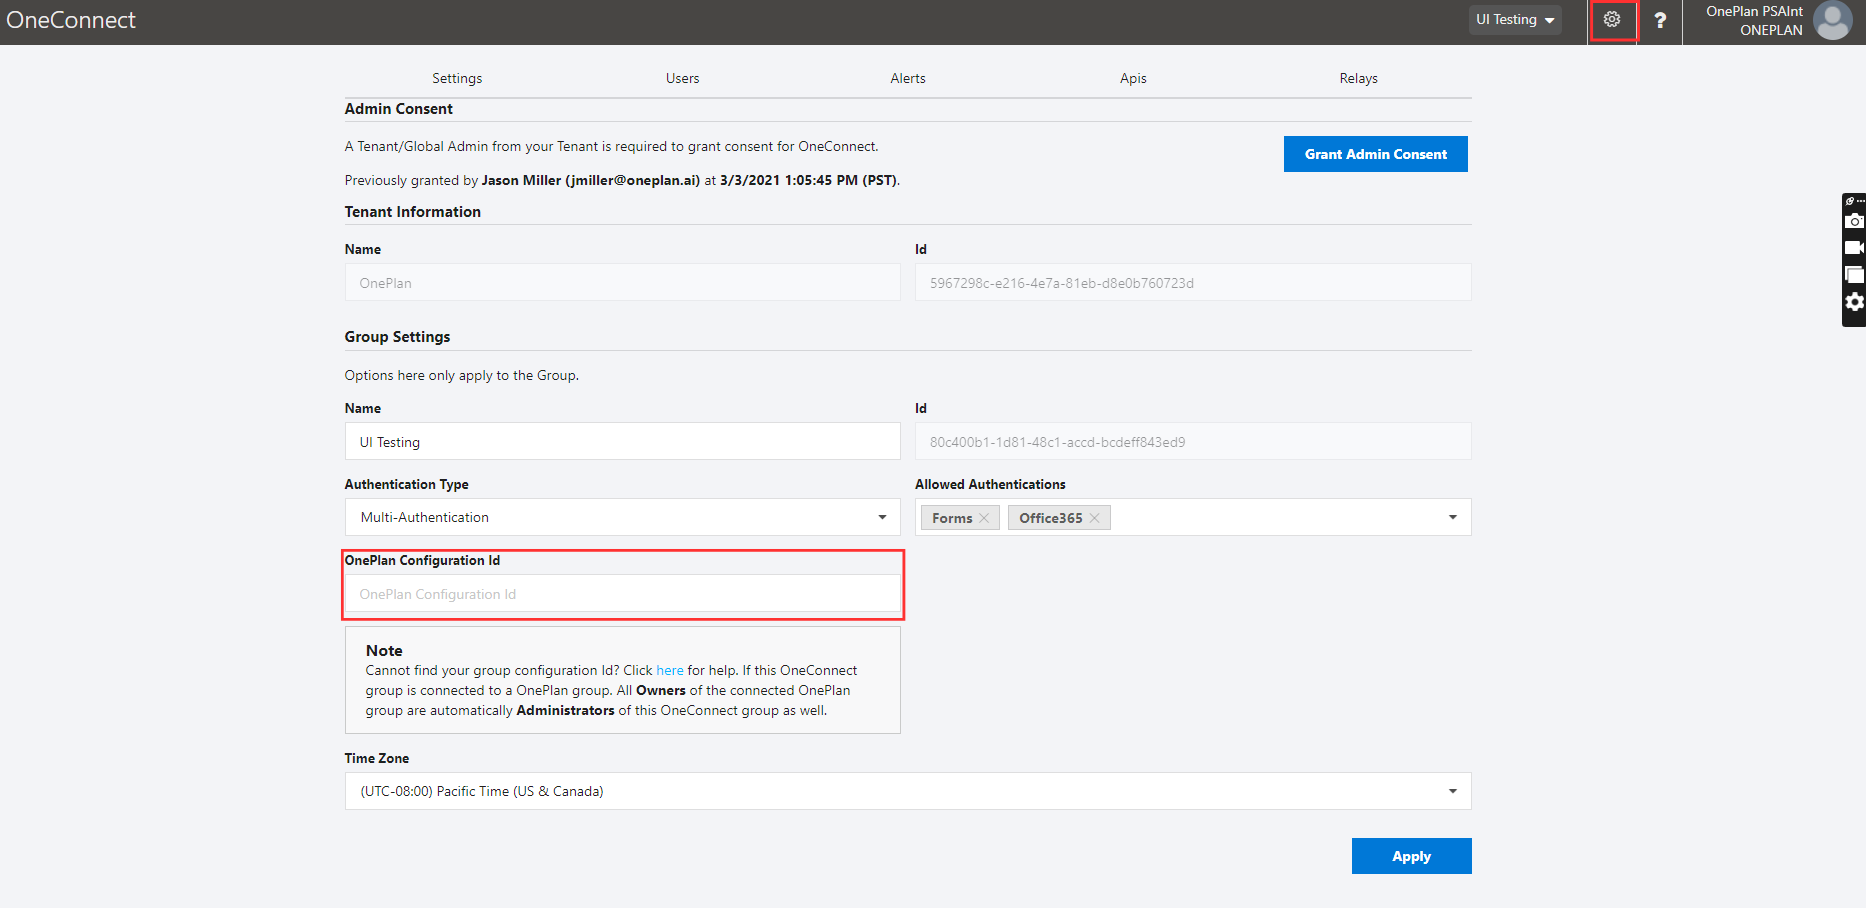 OneConnect
UI Testing
?
OnePlan PSAInt
ONEPLAN
Settings
Users
Alerts
Apis
Relays
Admin Consent
A Tenant/Global Admin from your Tenant is required to grant consent for OneConnect.
Grant Admin Consent
Previously granted by Jason Miller (jmiller@oneplan.ai) at 3/3/2021 1:05:45 PM (PST).
Tenant Information
Name
Id
OnePlan
5967298c-e216-4e7a-81eb-d8e0b760723d
Group Settings
Options here only apply to the Group.
Name
Id
UI Testing
80c400b1-1d81-48c1-accd-bcdeff843ed9
Authentication Type
Allowed Authentications
Multi-Authentication
Forms
Office365
OnePlan Configuration Id
OnePlan Configuration Id
Note
Cannot find your group configuration Id? Click here for help. If this OneConnect
group is connected to a OnePlan group. All Owners of the connected OnePlan
group are automatically Administrators of this OneConnect group as well.
Time Zone
(UTC-08:00) Pacific Time (US & Canada)
Apply